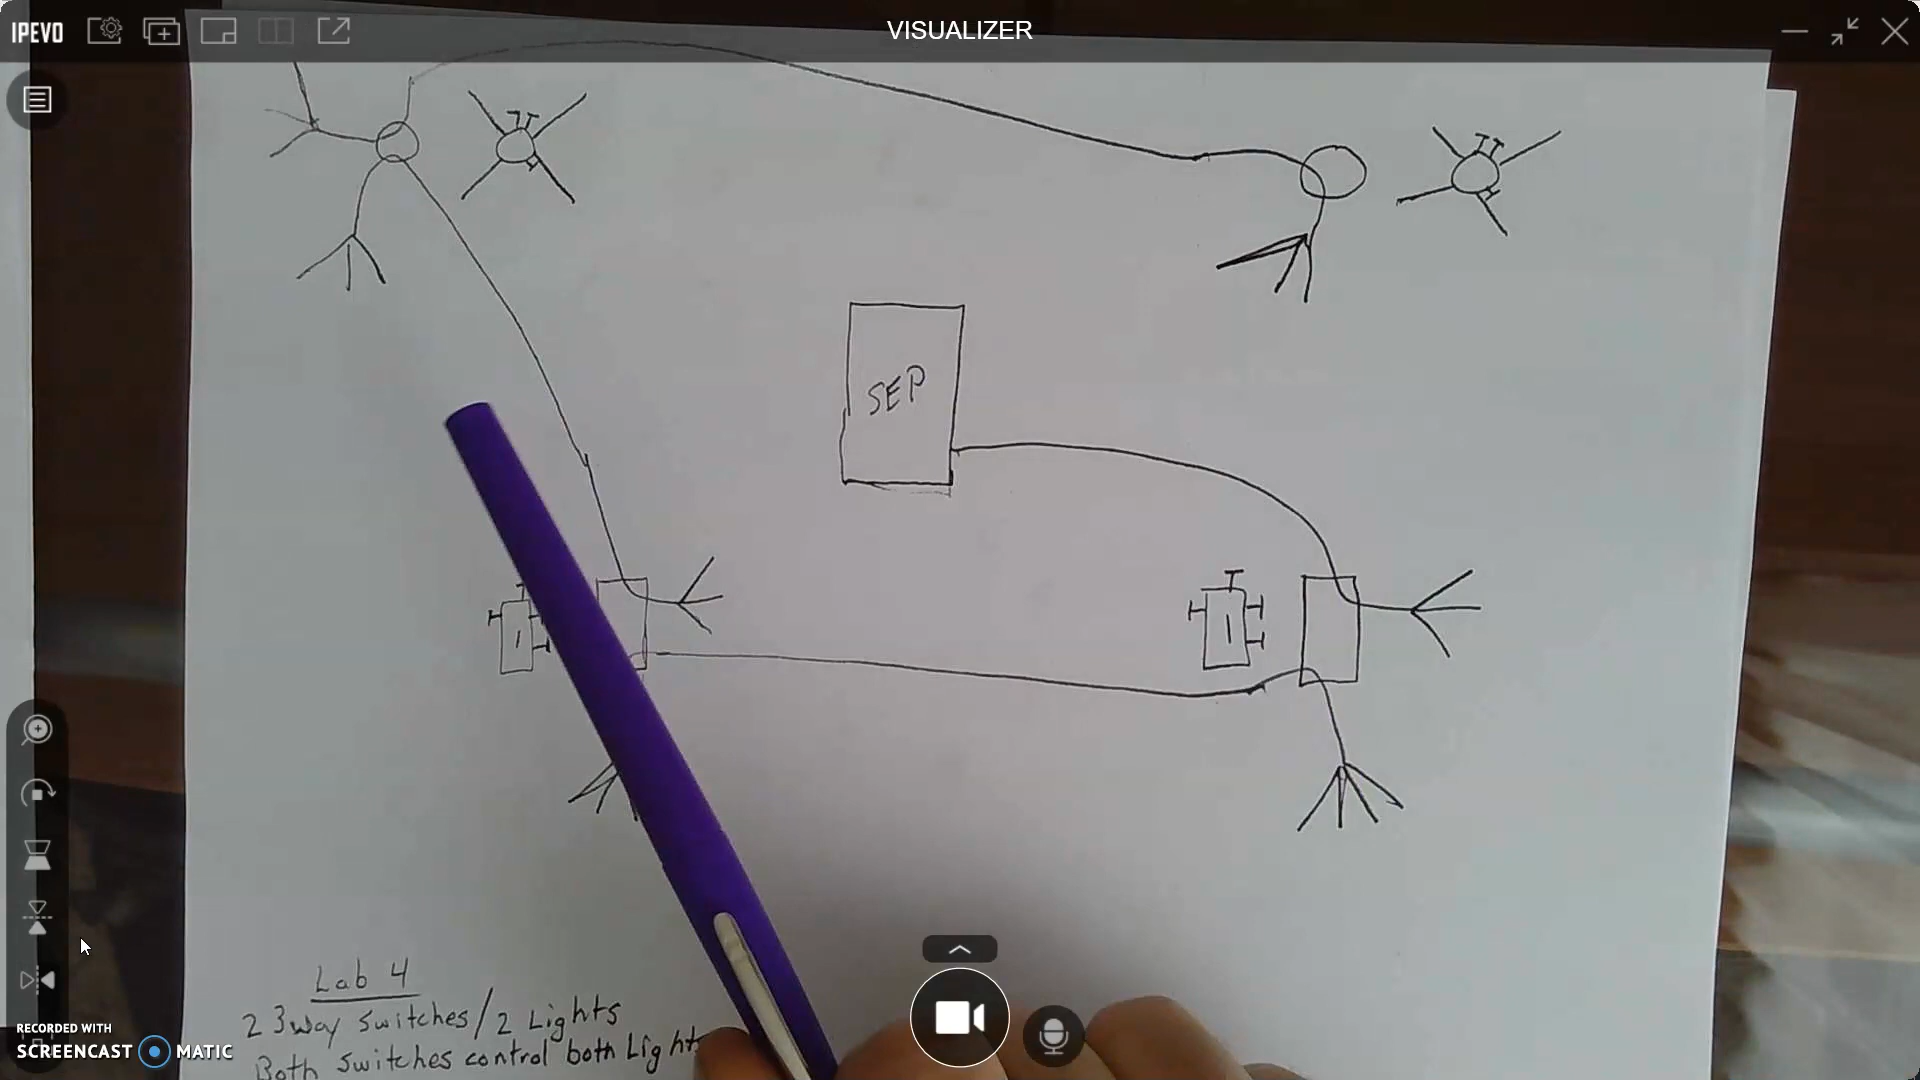 IPEVO
VISUALIZER
SEP
Lab 4
2 3way switches/2 Lights
Both switches control both Lights
RECORDED WITH
SCREENCAST MATIC